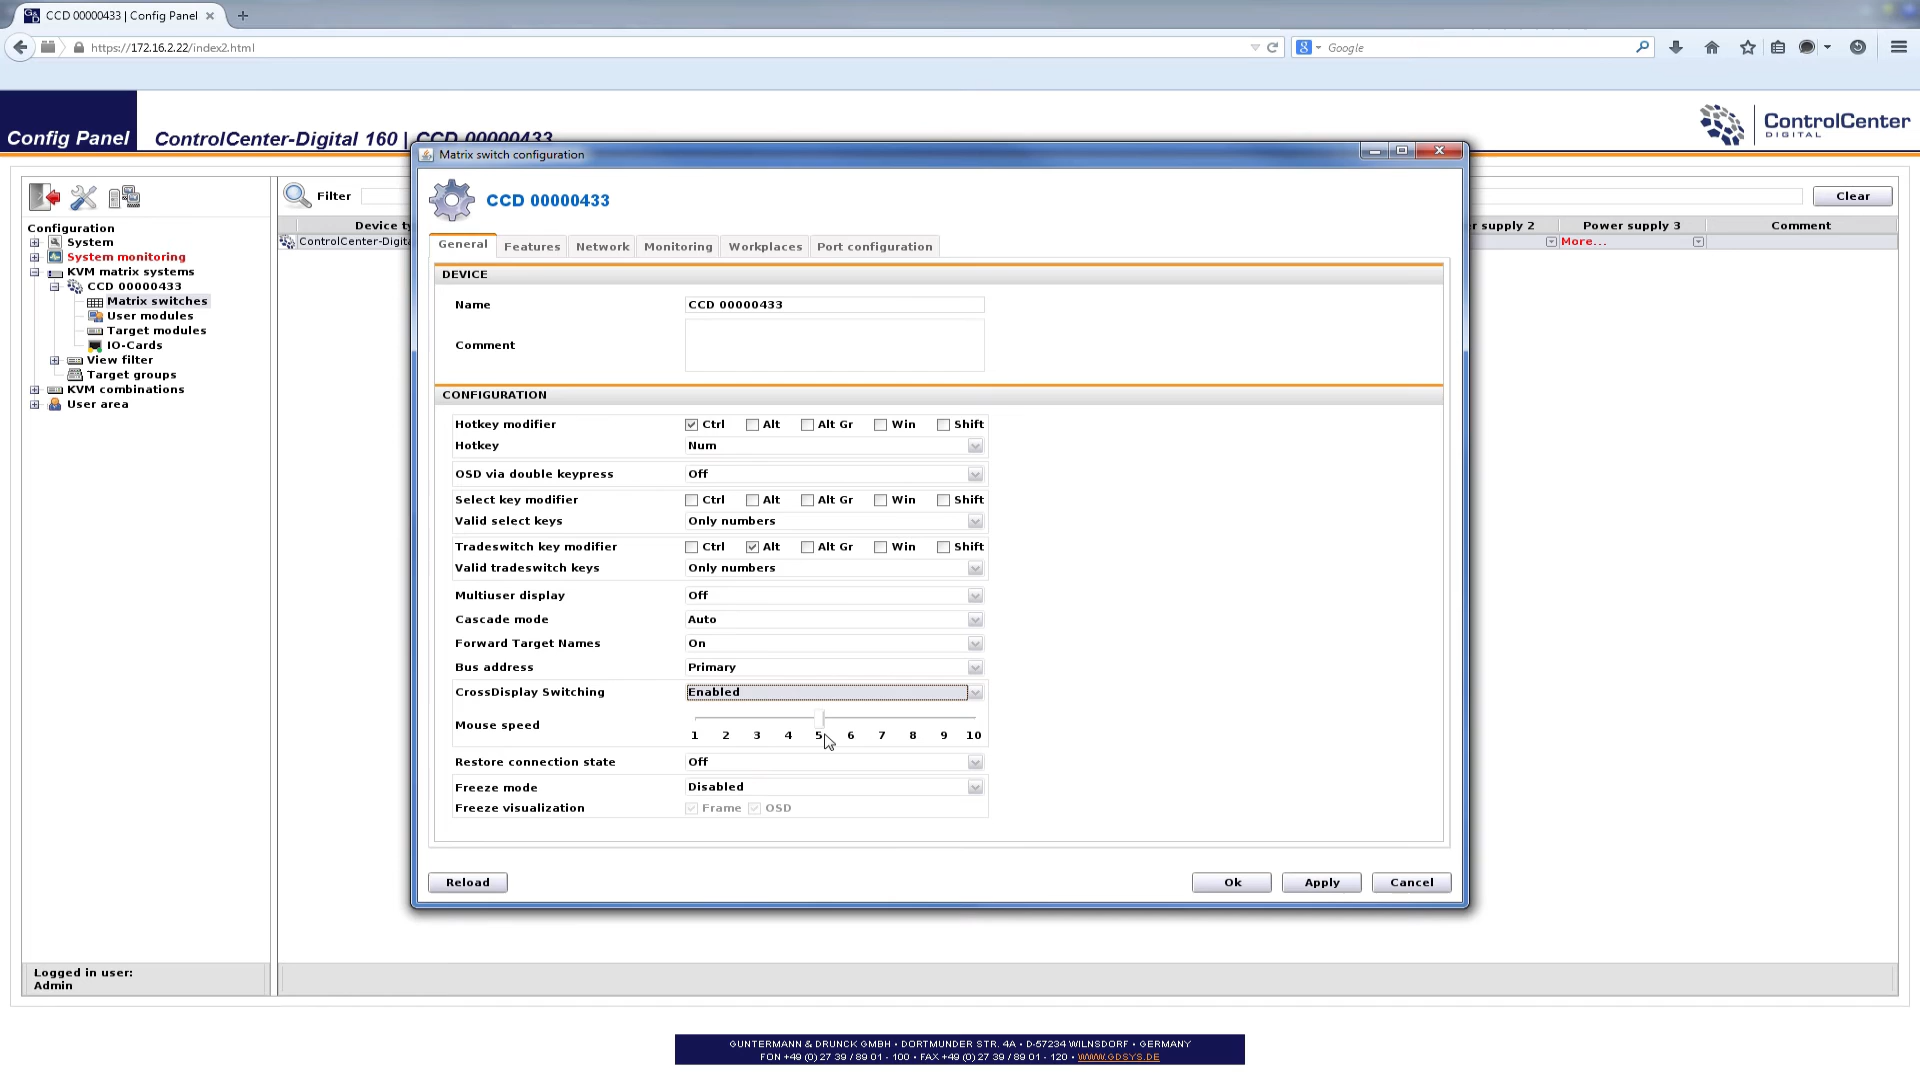 CCD 00000433 | Config Panel
https://172.16.2.22/index2.html
Google
Config Panel
ControlCenter-Digital 160 | CCD 00000433
ControlCenter
DIGITAL
Matrix switch configuration
CCD 00000433
Filter
Clear
Configuration
System
System monitoring
KVM matrix systems
CCD 00000433
Matrix switches
User modules
Target modules
IO-Cards
View filter
Target groups
KVM combinations
User area
Device ty
r supply 2
Power supply 3
Comment
ControlCenter-Digita
More...
General
Features
Network
Monitoring
Workplaces
Port configuration
DEVICE
Name
CCD 00000433
Comment
CONFIGURATION
Hotkey modifier
Ctrl
Alt
Alt Gr
Win
Shift
Hotkey
Num
OSD via double keypress
Off
Select key modifier
Ctrl
Alt
Alt Gr
Win
Shift
Valid select keys
Only numbers
Tradeswitch key modifier
Ctrl
Alt
Alt Gr
Win
Shift
Valid tradeswitch keys
Only numbers
Multiuser display
Off
Cascade mode
Auto
Forward Target Names
On
Bus address
Primary
CrossDisplay Switching
Enabled
Mouse speed
1 2 3 4 5 6 7 8 9 10
Restore connection state
Off
Freeze mode
Disabled
Freeze visualization
Frame
OSD
Reload
Ok
Apply
Cancel
Logged in user:
Admin
GUNTERMANN & DRUNCK GMBH • DORTMUNDER STR. 4A • D-57234 WILNSDORF • GERMANY
FON +49 (0) 27 39 / 89 01 - 100 • FAX +49 (0) 27 39 / 89 01 - 120 • WWW.GDSYS.DE